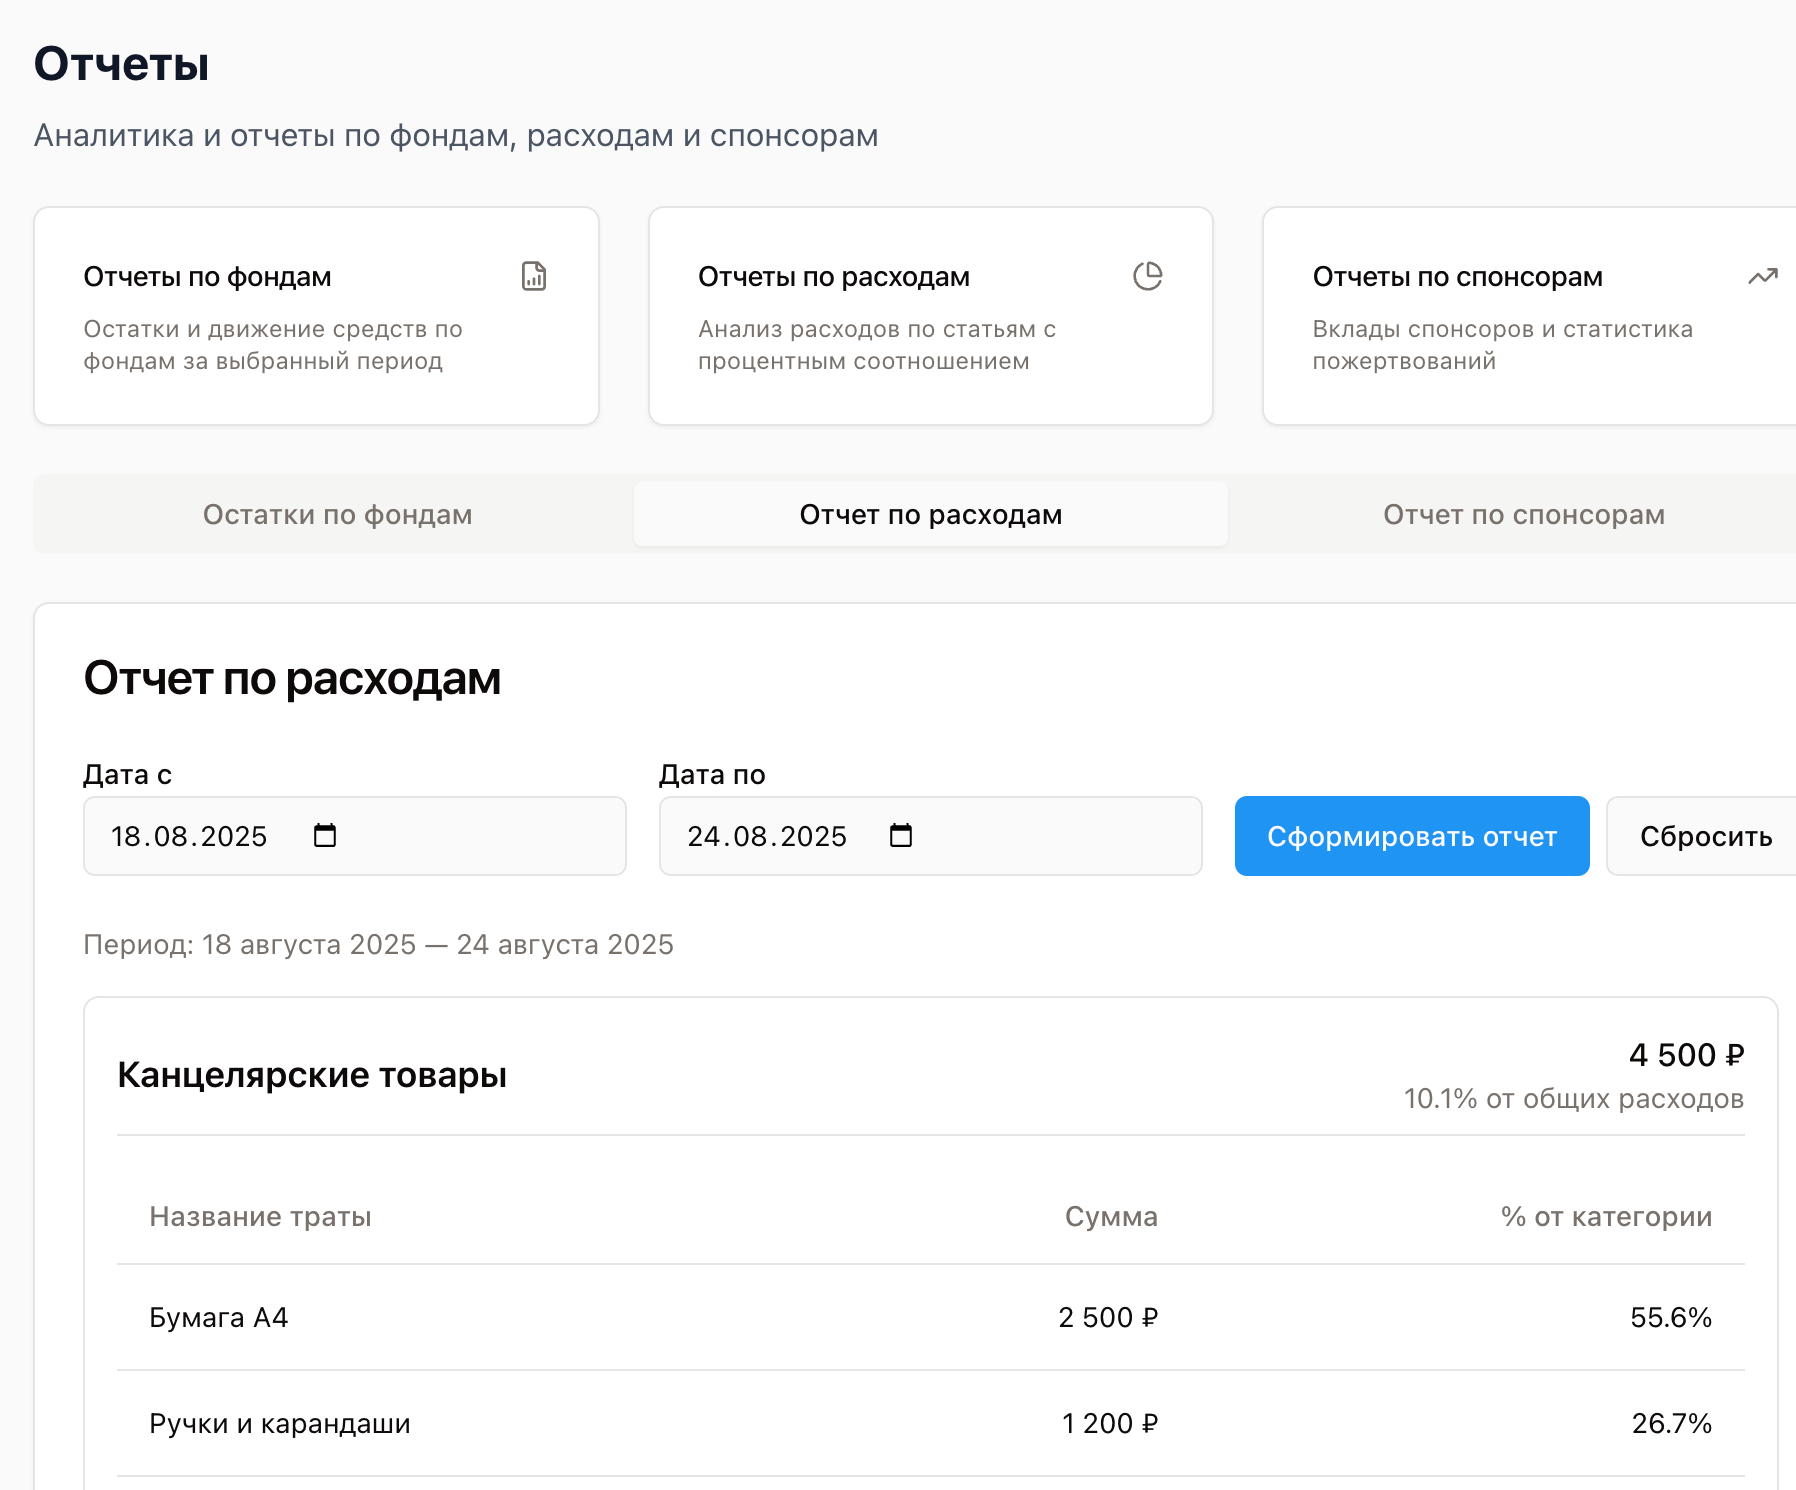 Отчеты
Аналитика и отчеты по фондам, расходам и спонсорам
Отчеты по фондам
Остатки и движение средств по
фондам за выбранный период
Отчеты по расходам
Анализ расходов по статьям с
процентным соотношением
Отчеты по спонсорам
Вклады спонсоров и статистика
пожертвований
Остатки по фондам
Отчет по расходам
Отчет по спонсорам
Отчет по расходам
Дата с
Дата по
18.08.2025
24.08.2025
Сформировать отчет
Сбросить
Период: 18 августа 2025 — 24 августа 2025
Канцелярские товары
4 500 ₽
10.1% от общих расходов
Название траты
Сумма
% от категории
Бумага А4
2 500 ₽
55.6%
Ручки и карандаши
1 200 ₽
26.7%